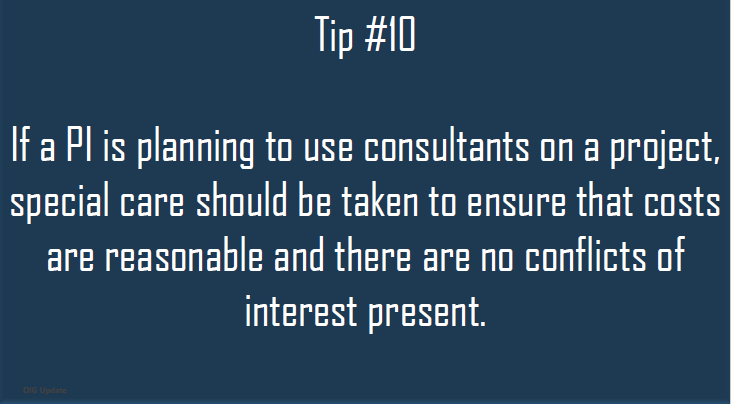 Tip #10
If a PI is planning to use consultants on a project,
special care should be taken to ensure that costs
are reasonable and there are no conflicts of
interest present.